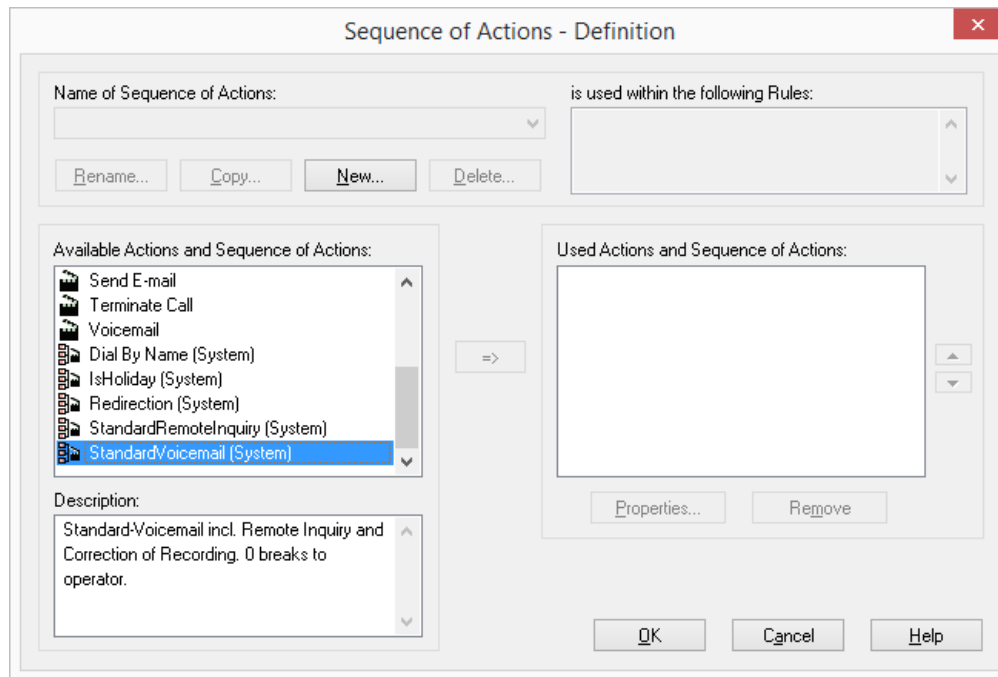 Sequence of Actions - Definition
Name of Sequence of Actions:
is used within the following Rules:
Rename...
Copy...
New...
Delete...
Available Actions and Sequence of Actions:
Send E-mail
Terminate Call
Voicemail
Dial By Name (System)
IsHoliday (System)
Redirection (System)
StandardRemoteInquiry (System)
StandardVoicemail (System)
=>
Used Actions and Sequence of Actions:
Properties...
Remove
Description:
Standard-Voicemail incl. Remote Inquiry and
Correction of Recording. 0 breaks to
operator.
OK
Cancel
Help